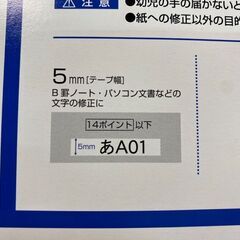 ▲注意
●幼児の手の届かないと
●紙への修正以外の目的
5mm[テープ幅]
B罫ノート・パソコン文書などの
文字の修正に
14ポイント以下
5mm あA01